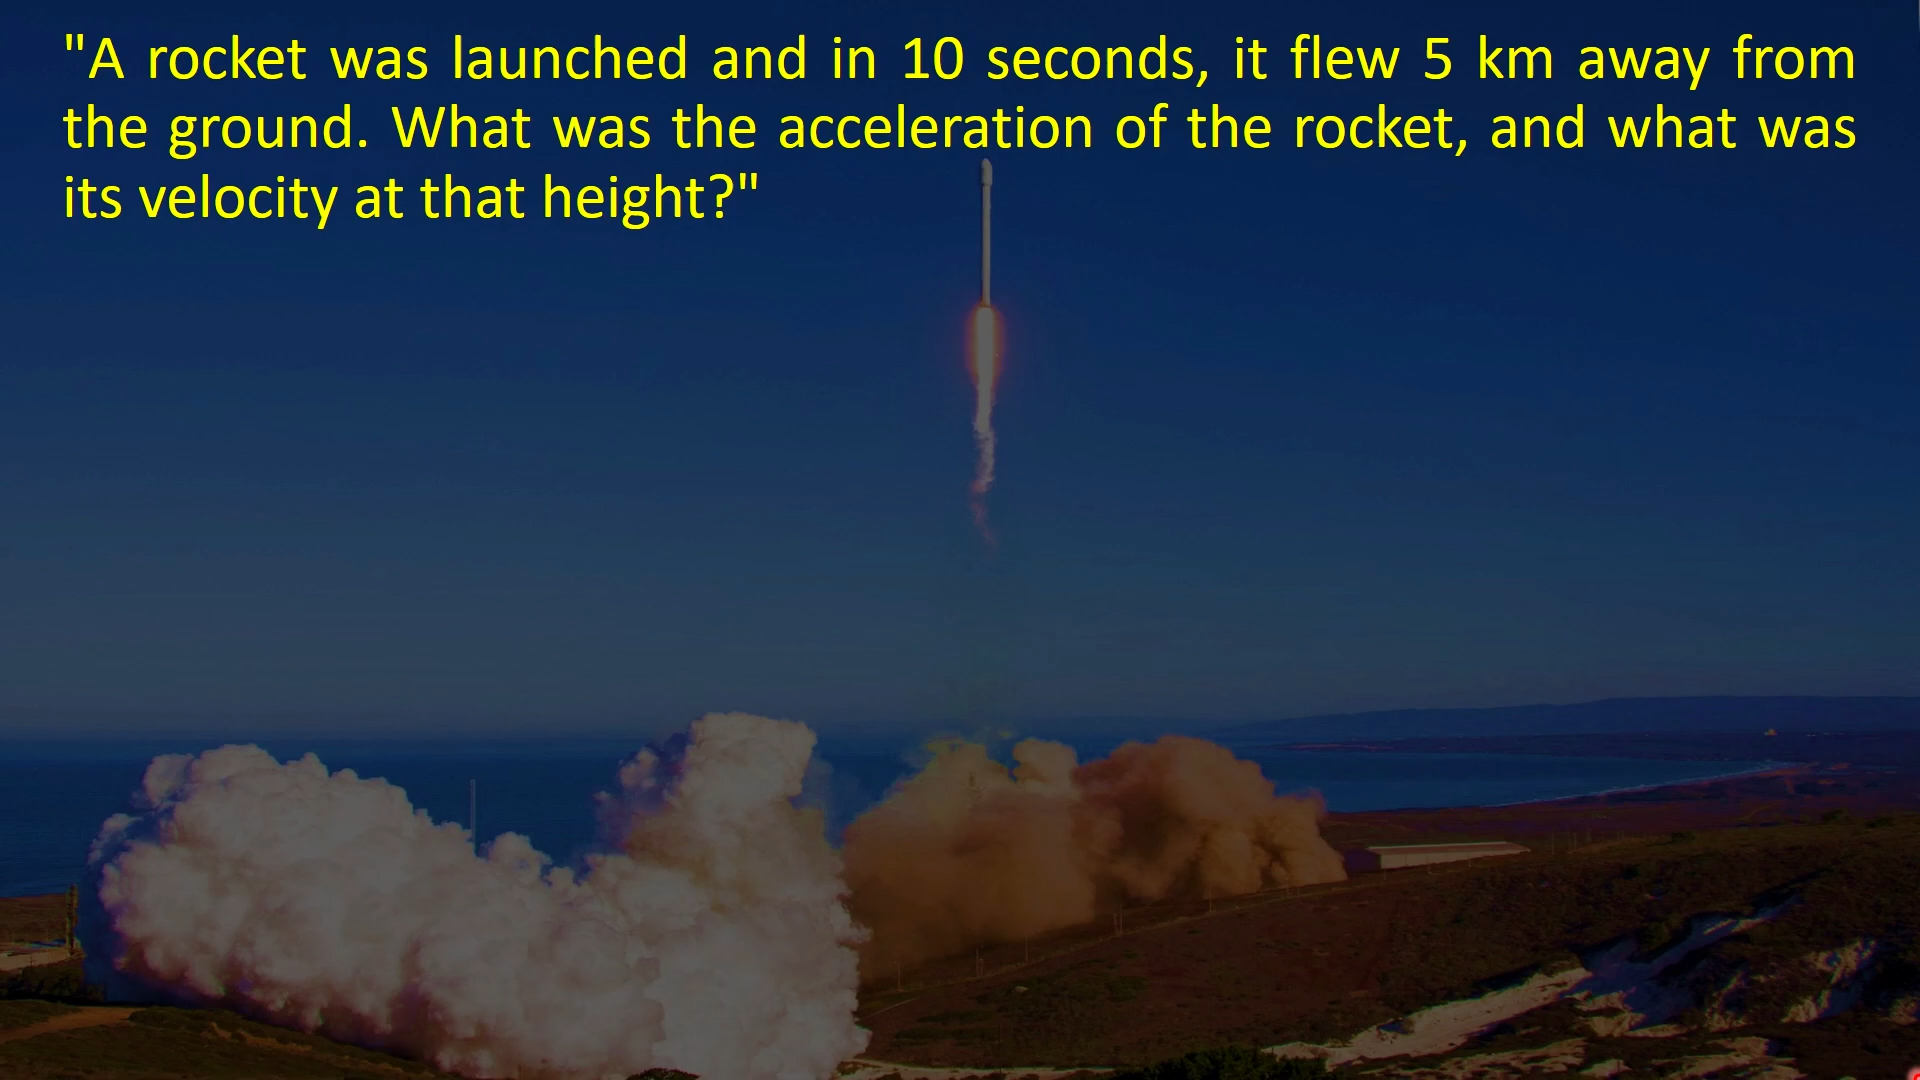 "A rocket was launched and in 10 seconds, it flew 5 km away from
the ground. What was the acceleration of the rocket, and what was
its velocity at that height?"